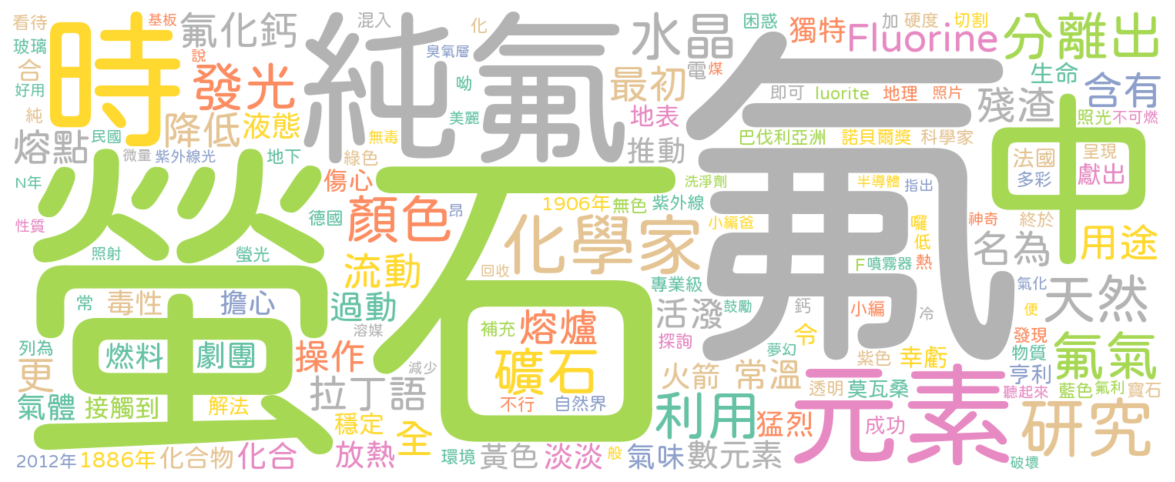 看待
基板
混入
化
困惑
加
硬度
切割
時
氟化鈣
純氟
水晶
獨特
Fluorine
分離出
玻璃
說
臭氧層
電
煤
合
發光
呦
最初
氟
生命
含有
好用
美麗
即可
luorite
地理
照片
殘渣
純
民國
降低
液態
地表
中
照光
不可燃
熔點
微量
紫外線光
地下
無毒
綠色
推動
巴伐利亞洲
諾貝爾獎
科學家
法國
呈現
N年
螢石
傷心
洗淨劑
半導體
指出
多彩
獻出
性質
德國
昂
1906年
無色
紫外線
神奇
終於
顏色
化學家
小編爸
囉
低
名為
用途
照射
螢光
流動
回收
專業級
F
噴霧器
熱
氣化
常
毒性
擔心
過動
溶媒
活潑
鼓勵
鈣
小編
冷
便
天然
補充
熔爐
探詢
令
發現
列為
燃料
劇團
操作
減少
礦石
夢幻
紫色
幸虧
物質
氟氣
更
拉丁語
火箭
常溫
透明
莫瓦桑
亨利
藍色
氟利
寶石
氣體
接觸到
解法
不行
自然界
利用
元素
聽起來
穩定
全
猛烈
成功
研究
2012年
1886年
化合物
化合
放熱
環境
黃色
淡淡
般
氣味
數元素
破壞